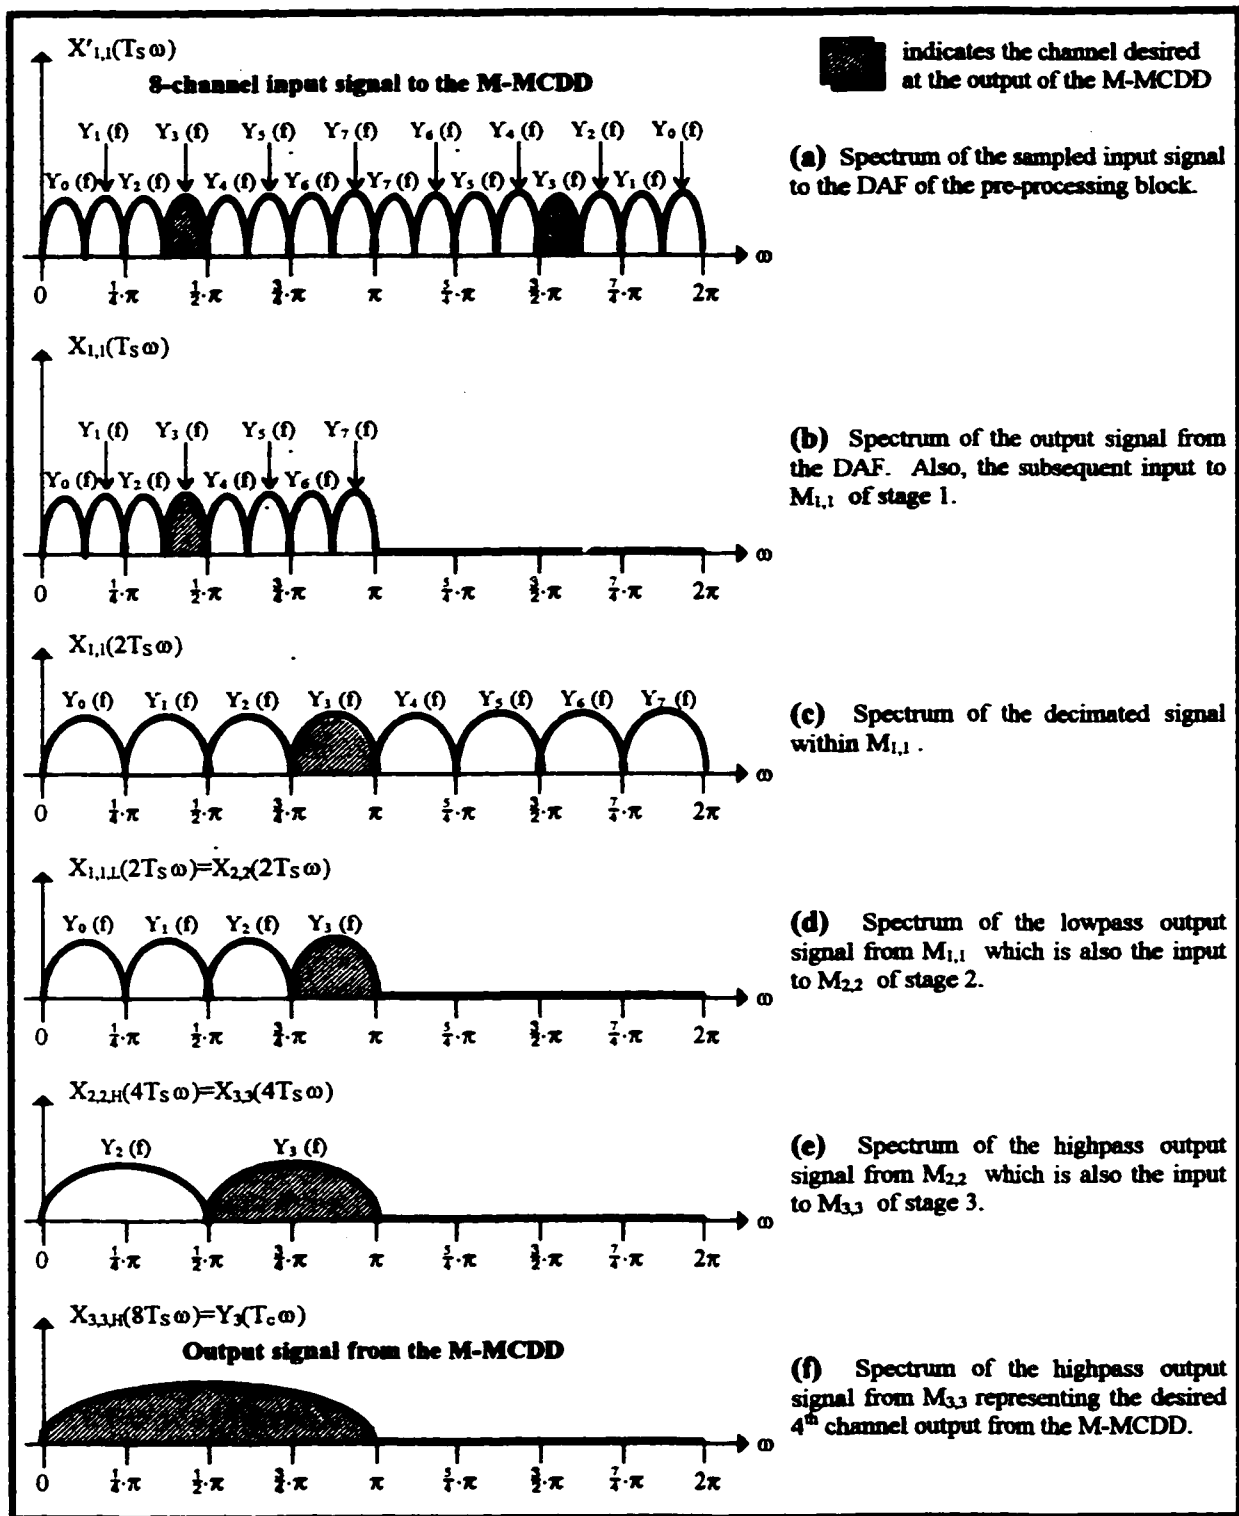 X'₁,₁(T_S ω)
8-channel input signal to the M-MCDD
indicates the channel desired
at the output of the M-MCDD
Y₁ (f) Y₃ (f) Y₅ (f) Y₇ (f) Y₆ (f) Y₄ (f) Y₂ (f) Y₀ (f)
Y₀ (f) Y₂ (f) Y₄ (f) Y₆ (f) Y₇ (f) Y₅ (f) Y₃ (f) Y₁ (f)
ω
0 1/4·π 1/2·π 3/4·π π 5/4·π 3/2·π 7/4·π 2π
(a) Spectrum of the sampled input signal
to the DAF of the pre-processing block.
X₁,₁(T_S ω)
Y₁ (f) Y₃ (f) Y₅ (f) Y₇ (f)
Y₀ (f) Y₂ (f) Y₄ (f) Y₆ (f)
ω
0 1/4·π 1/2·π 3/4·π π 5/4·π 3/2·π 7/4·π 2π
(b) Spectrum of the output signal from
the DAF. Also, the subsequent input to
M₁,₁ of stage 1.
X₁,₁(2T_S ω)
Y₀ (f) Y₁ (f) Y₂ (f) Y₃ (f) Y₄ (f) Y₅ (f) Y₆ (f) Y₇ (f)
ω
0 1/4·π 1/2·π 3/4·π π 5/4·π 3/2·π 7/4·π 2π
(c) Spectrum of the decimated signal
within M₁,₁ .
X₁,₁,L(2T_S ω)=X₂,₂(2T_S ω)
Y₀ (f) Y₁ (f) Y₂ (f) Y₃ (f)
ω
0 1/4·π 1/2·π 3/4·π π 5/4·π 3/2·π 7/4·π 2π
(d) Spectrum of the lowpass output
signal from M₁,₁ which is also the input
to M₂,₂ of stage 2.
X₂,₂,H(4T_S ω)=X₃,₃(4T_S ω)
Y₂ (f) Y₃ (f)
ω
0 1/4·π 1/2·π 3/4·π π 5/4·π 3/2·π 7/4·π 2π
(e) Spectrum of the highpass output
signal from M₂,₂ which is also the input
to M₃,₃ of stage 3.
X₃,₃,H(8T_S ω)=Y₃(T_c ω)
Output signal from the M-MCDD
ω
0 1/4·π 1/2·π 3/4·π π 5/4·π 3/2·π 7/4·π 2π
(f) Spectrum of the highpass output
signal from M₃,₃ representing the desired
4ᵗʰ channel output from the M-MCDD.